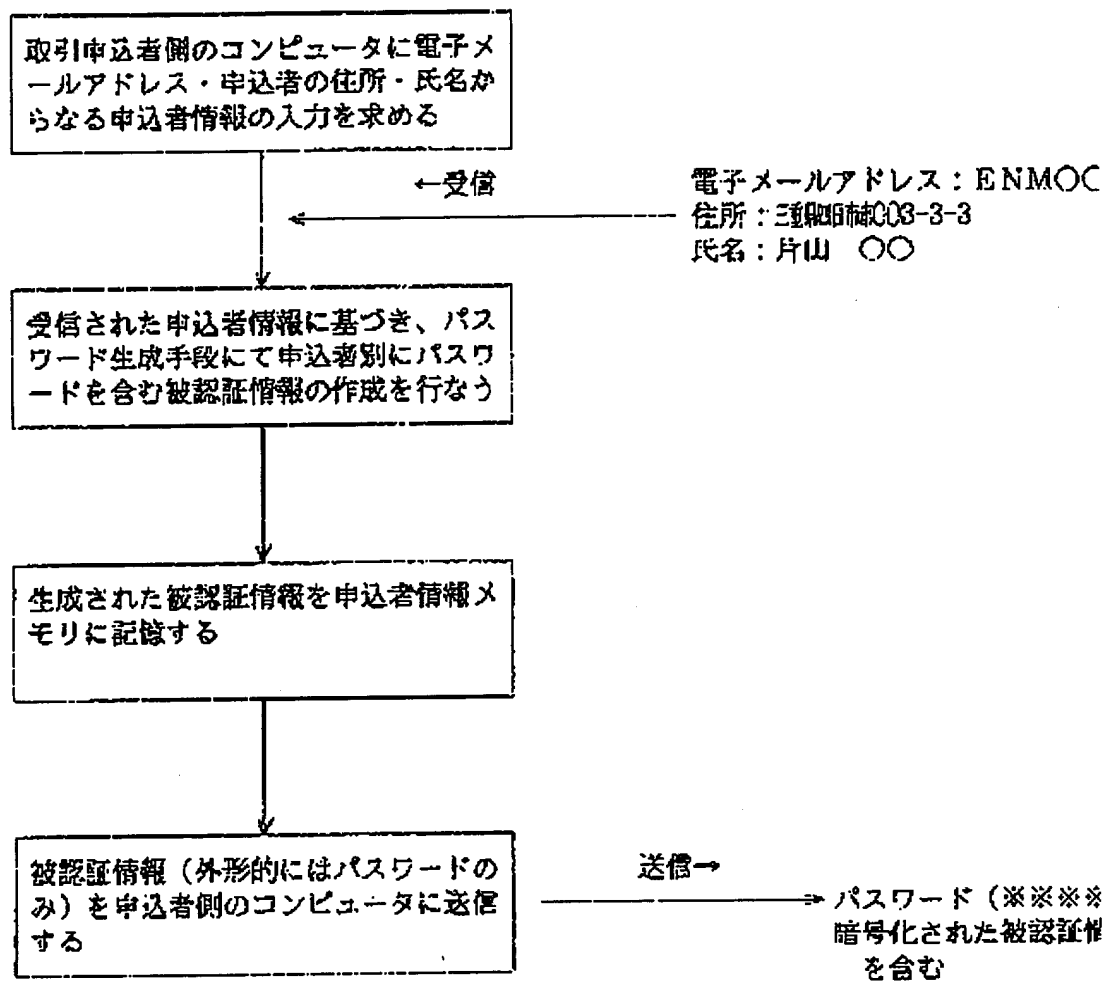 取引申込者側のコンピュータに電子メ
ールアドレス・申込者の住所・氏名か
らなる申込者情報の入力を求める
←受信
電子メールアドレス：ENM〇〇
住所：三重県
3-3-3
氏名：片山 〇〇
受信された申込者情報に基づき、パス
ワード生成手段にて申込者別にパスワ
ードを含む被認証情報の作成を行なう
生成された被認証情報を申込者情報メ
モリに記憶する
被認証情報（外形的にはパスワードの
み）を申込者側のコンピュータに送信
する
送信→
パスワード（※※※※
暗号化された被認証情
を含む